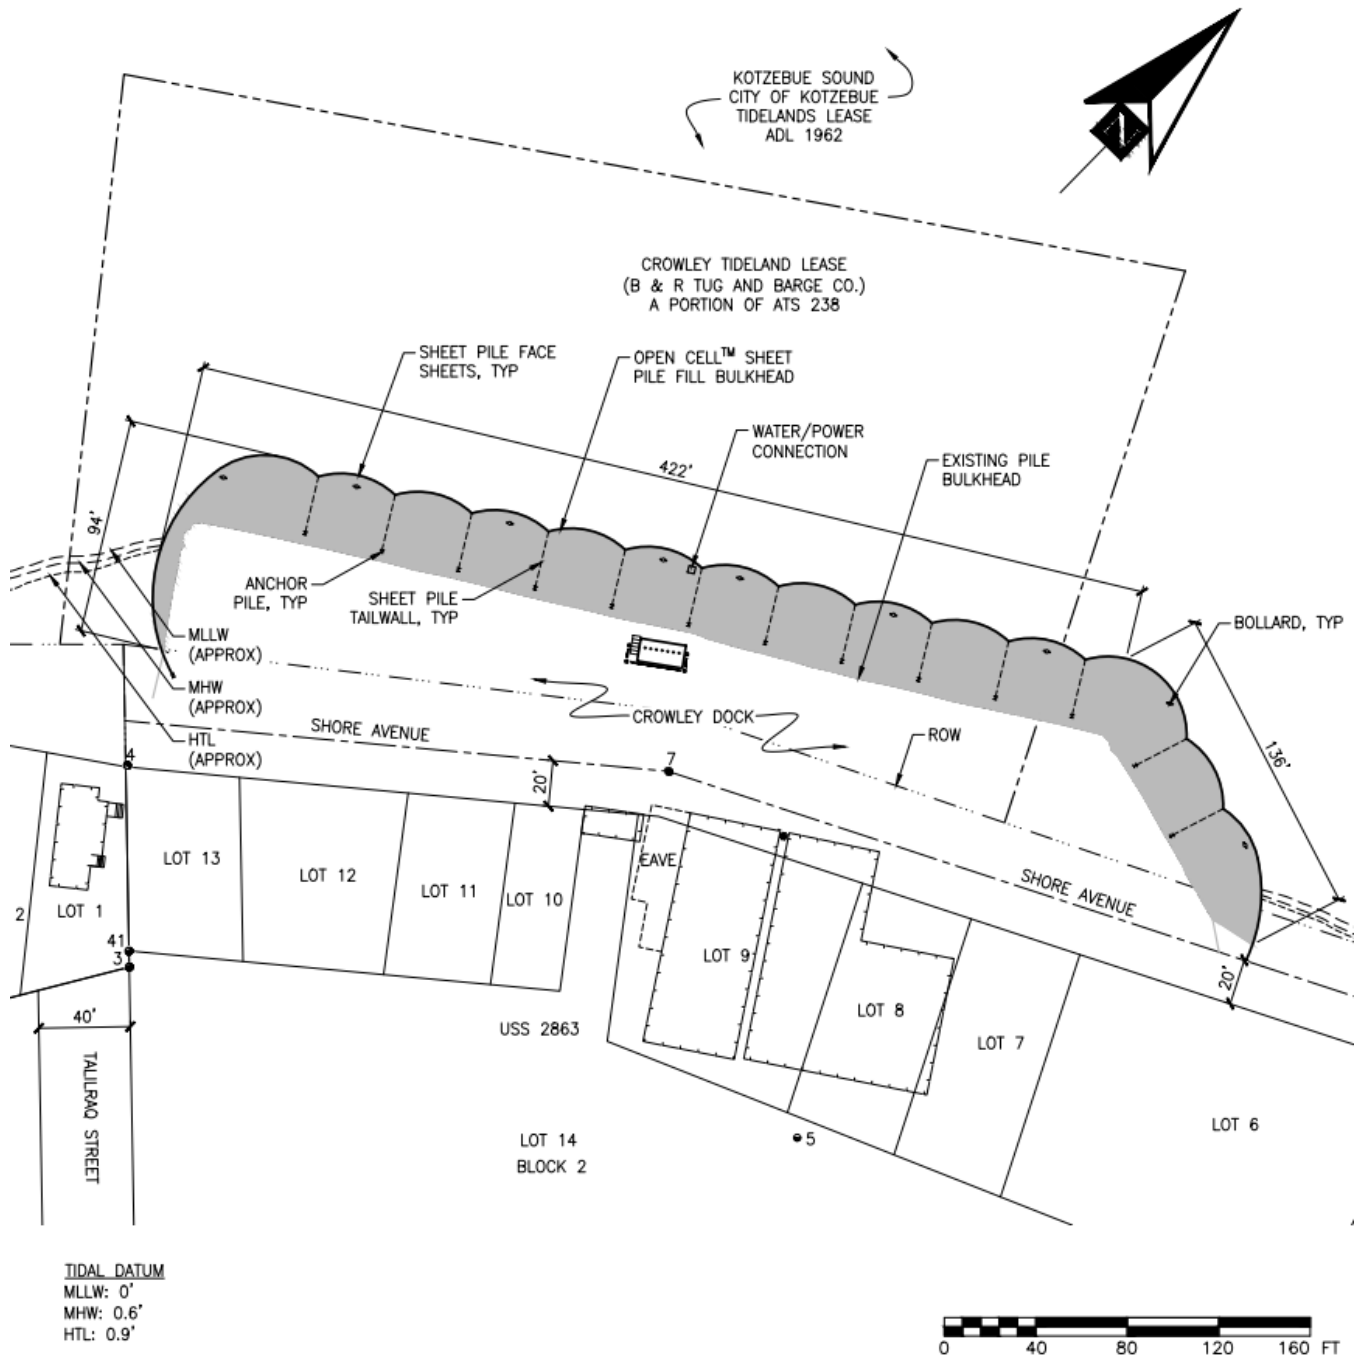 KOTZEBUE SOUND
CITY OF KOTZEBUE
TIDELANDS LEASE
ADL 1962
CROWLEY TIDELAND LEASE
(B & R TUG AND BARGE CO.)
A PORTION OF ATS 238
SHEET PILE FACE
SHEETS, TYP
OPEN CELL™ SHEET
PILE FILL BULKHEAD
WATER/POWER
CONNECTION
422'
EXISTING PILE
BULKHEAD
94'
ANCHOR
PILE, TYP
SHEET PILE
TAILWALL, TYP
BOLLARD, TYP
MLLW
(APPROX)
MHW
(APPROX)
HTL
(APPROX)
136'
CROWLEY DOCK
SHORE AVENUE
ROW
4
7
20'
EAVE
LOT 13
LOT 12
LOT 11
LOT 10
SHORE AVENUE
2
LOT 1
41
3
LOT 9
20'
LOT 8
40'
USS 2863
LOT 7
TALILRAQ STREET
LOT 14
BLOCK 2
5
LOT 6
TIDAL DATUM
MLLW: 0'
MHW: 0.6'
HTL: 0.9'
0 40 80 120 160 FT